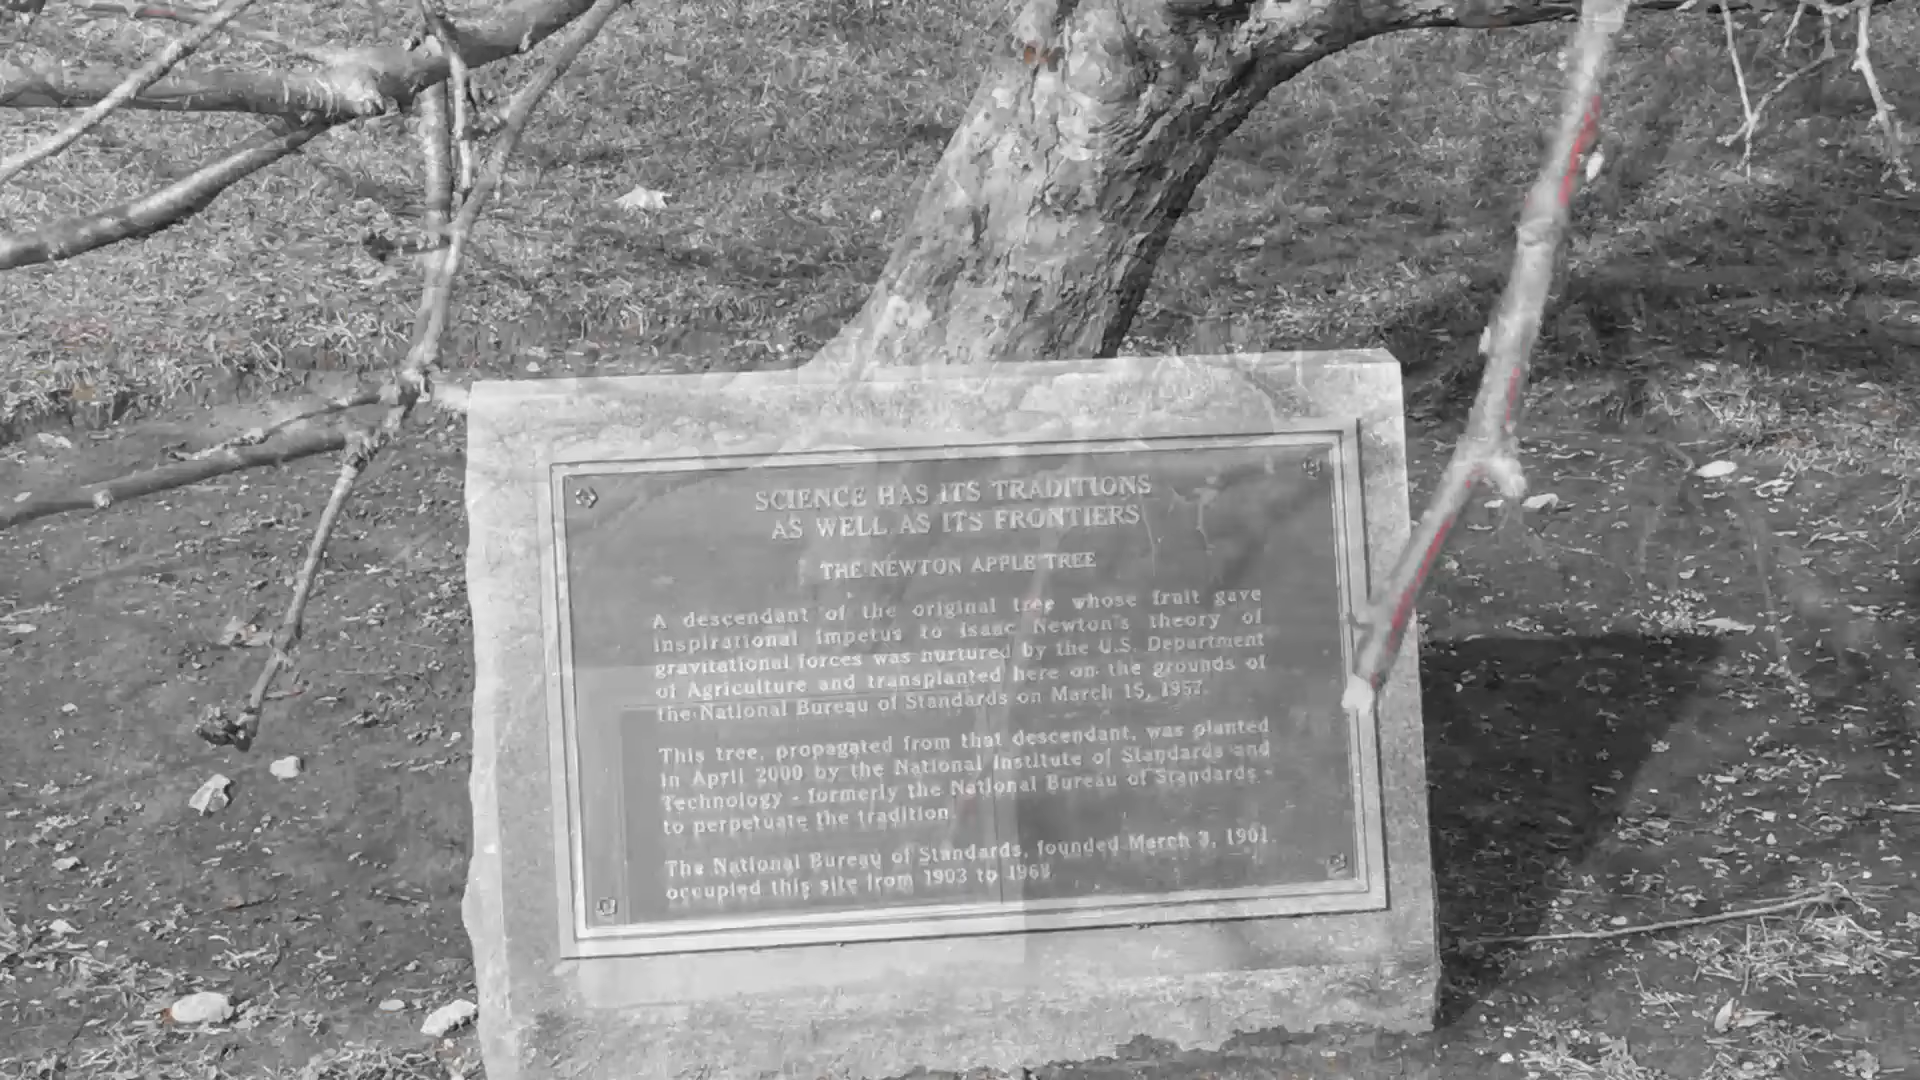 SCIENCE HAS ITS TRADITIONS
AS WELL AS ITS FRONTIERS
THE NEWTON APPLE TREE
A descendant of the original tree whose fruit gave
inspirational impetus to Isaac Newton's theory of
gravitational forces was nurtured by the U.S. Department
of Agriculture and transplanted here on the grounds of
the National Bureau of Standards on March 15, 1957.
This tree, propagated from that descendant, was planted
in April 2000 by the National Institute of Standards and
Technology - formerly the National Bureau of Standards -
to perpetuate the tradition.
The National Bureau of Standards, founded March 3, 1901,
occupied this site from 1903 to 1968.